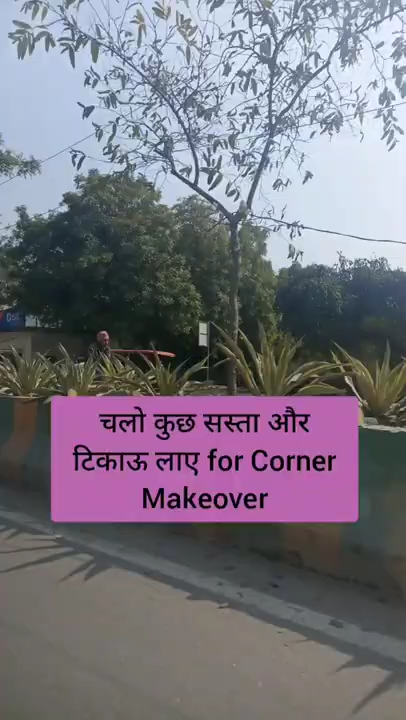 चलो कुछ सस्ता और
टिकाऊ लाए for Corner
Makeover